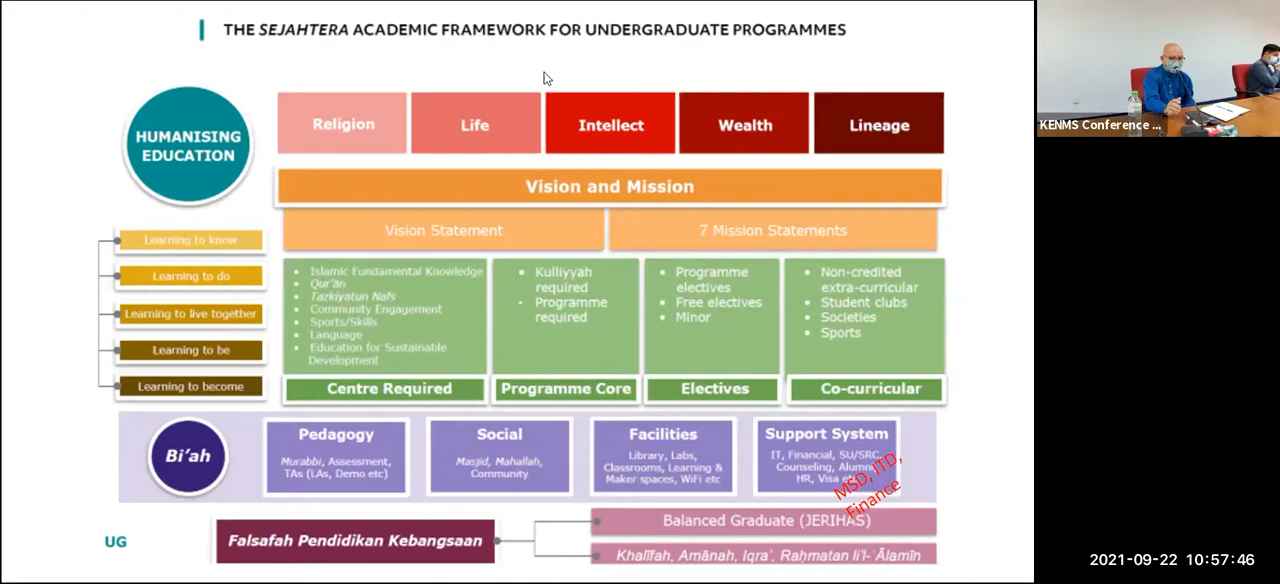 THE SEJAHTERA ACADEMIC FRAMEWORK FOR UNDERGRADUATE PROGRAMMES
HUMANISING
EDUCATION
Religion
Life
Intellect
Wealth
Lineage
Vision and Mission
Vision Statement
7 Mission Statements
Learning to know
Learning to do
Learning to live together
Learning to be
Learning to become
• Islamic Fundamental Knowledge
• Qur'ān
• Tazkiyatun Nafs
• Community Engagement
• Sports/Skills
• Language
• Education for Sustainable
Development
Centre Required
• Kulliyyah
required
• Programme
required
Programme Core
• Programme
electives
• Free electives
• Minor
Electives
• Non-credited
extra-curricular
• Student clubs
• Societies
• Sports
Co-curricular
Bi'ah
Pedagogy
Murabbi, Assessment,
TAs (LAs, Demo etc)
Social
Masjid, Mahallah,
Community
Facilities
Library, Labs,
Classrooms, Learning &
Maker spaces, WiFi etc
Support System
IT, Financial, SU/SRC,
Counseling, Alumni,
HR, Visa etc
MSD, ITD,
Finance
UG
Falsafah Pendidikan Kebangsaan
Balanced Graduate (JERIHAS)
Khalīfah, Amānah, Iqra', Raḥmatan li'l-'Ālamīn
KENMS Conference ...
2021-09-22 10:57:46